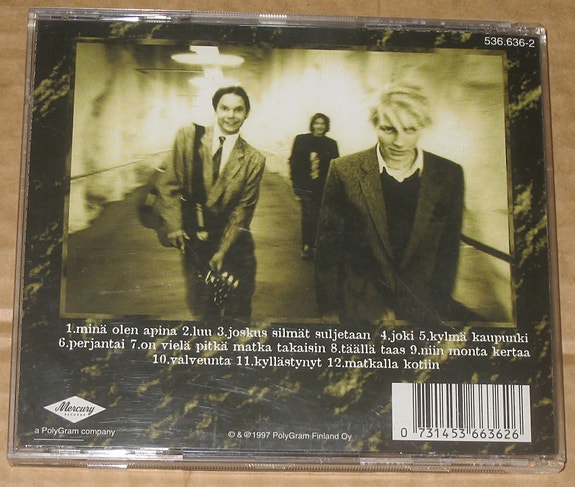 536.636-2
1.minä olen apina 2.luu 3.joskus silmät suljetaan 4.joki 5.kylmä kaupunki
6.perjantai 7.on vielä pitkä matka takaisin 8.täällä taas 9.niin monta kertaa
10.valveunta 11.kyllästynyt 12.matkalla kotiin
Mercury
RECORDS
a PolyGram company
© & ℗1997 PolyGram Finland Oy
0 731453 663626